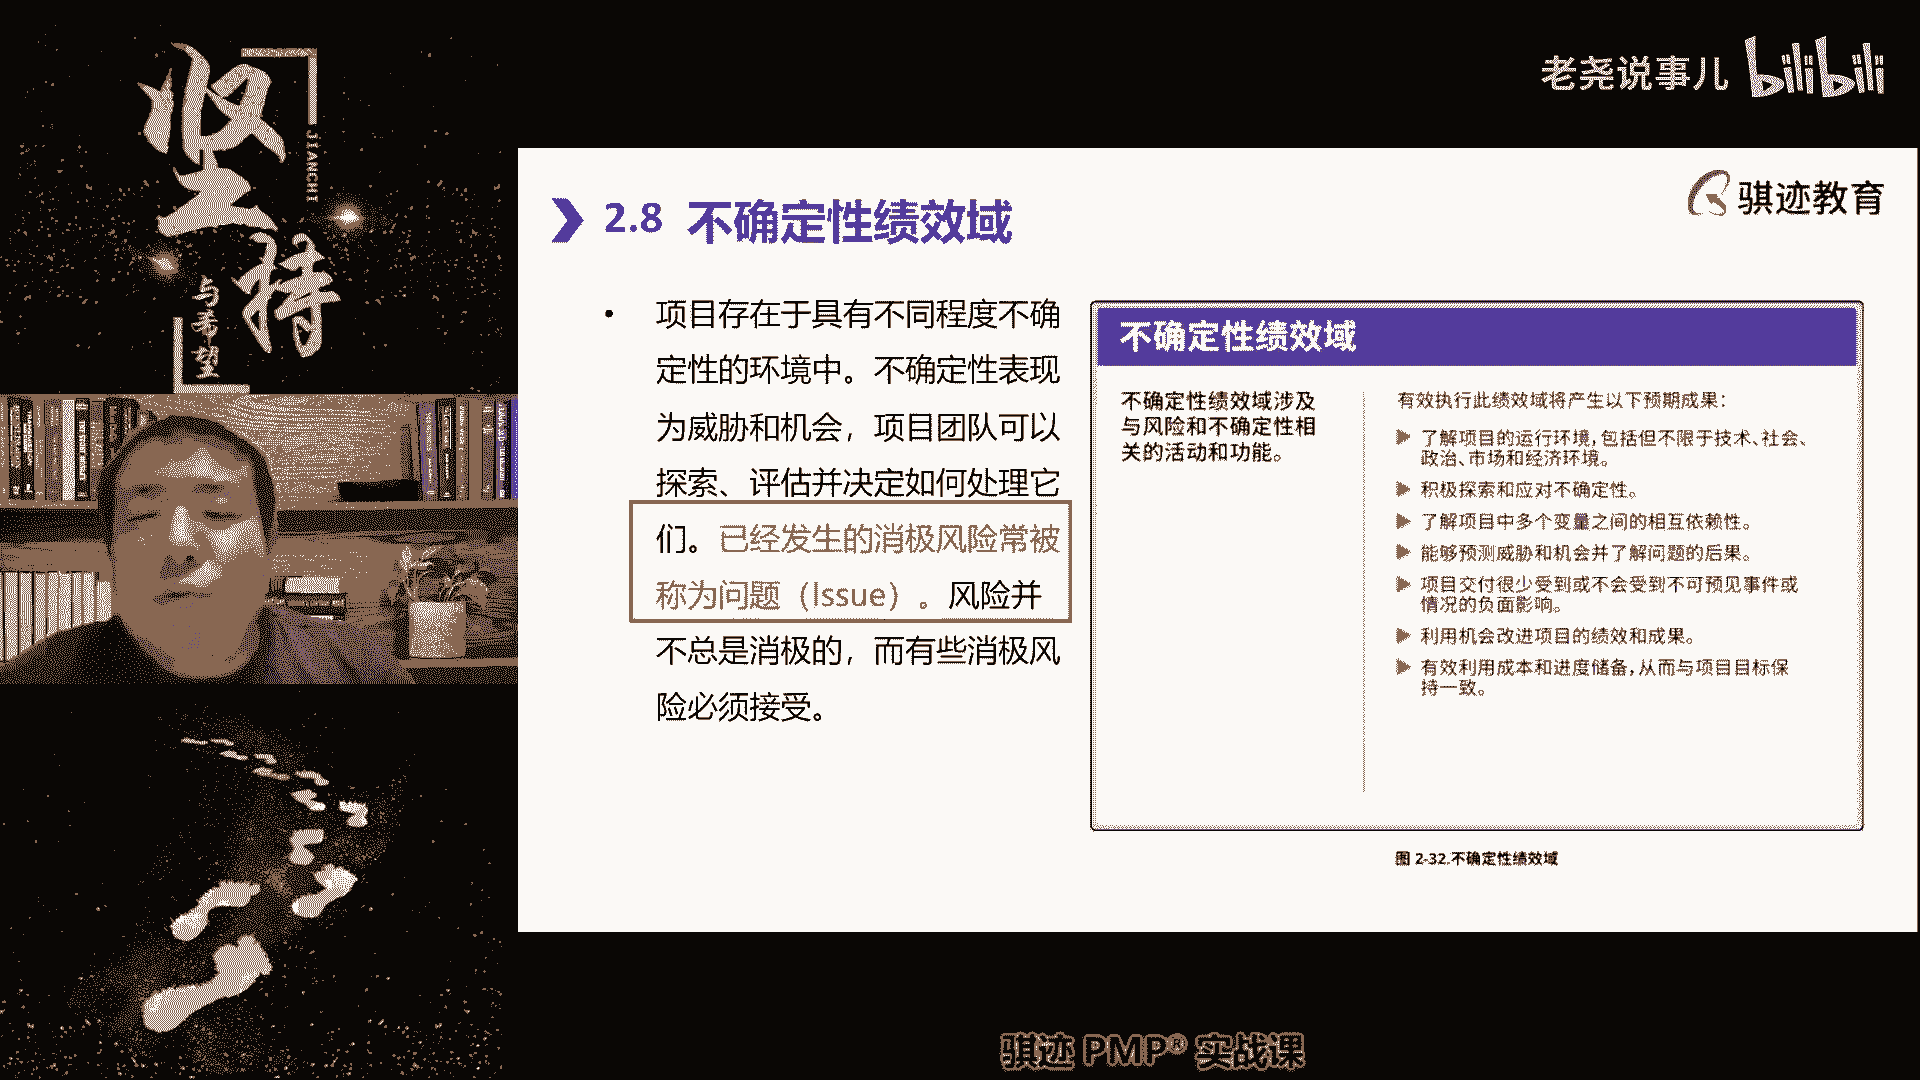 坚持
JIANCHI
与希望
老尧说事儿 bilibili
骐迹教育
2.8 不确定性绩效域
• 项目存在于具有不同程度不确
定性的环境中。不确定性表现
为威胁和机会，项目团队可以
探索、评估并决定如何处理它
们。已经发生的消极风险常被
称为问题（Issue）。风险并
不总是消极的，而有些消极风
险必须接受。
不确定性绩效域
不确定性绩效域涉及
与风险和不确定性相
关的活动和功能。
有效执行此绩效域将产生以下预期成果：
了解项目的运行环境，包括但不限于技术、社会、
政治、市场和经济环境。
积极探索和应对不确定性。
了解项目中多个变量之间的相互依赖性。
能够预测威胁和机会并了解问题的后果。
项目交付很少受到或不会受到不可预见事件或
情况的负面影响。
利用机会改进项目的绩效和成果。
有效利用成本和进度储备，从而与项目目标保
持一致。
图 2-32.不确定性绩效域
骐迹 PMP® 实战课